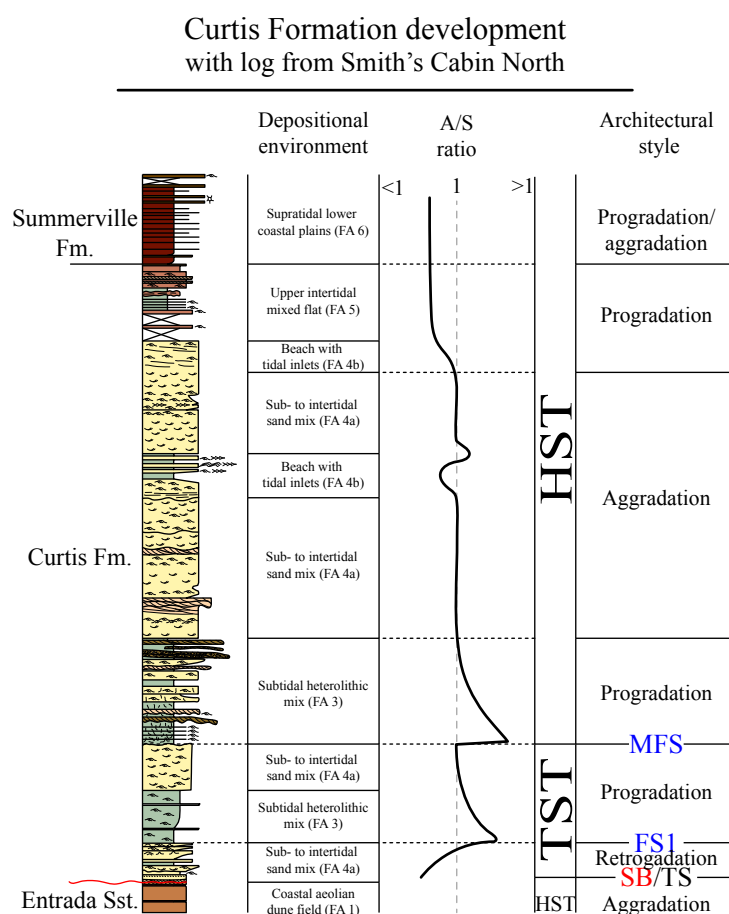 Curtis Formation development
with log from Smith's Cabin North
Depositional
environment
A/S
ratio
Architectural
style
<1
1
>1
Summerville
Fm.
Supratidal lower
coastal plains (FA 6)
Progradation/
aggradation
Upper intertidal
mixed flat (FA 5)
Progradation
Beach with
tidal inlets (FA 4b)
Sub- to intertidal
sand mix (FA 4a)
HST
Beach with
tidal inlets (FA 4b)
Aggradation
Curtis Fm.
Sub- to intertidal
sand mix (FA 4a)
Subtidal heterolithic
mix (FA 3)
Progradation
MFS
Sub- to intertidal
sand mix (FA 4a)
TST
Progradation
Subtidal heterolithic
mix (FA 3)
FS1
Sub- to intertidal
sand mix (FA 4a)
Retrogadation
SB/TS
Entrada Sst.
Coastal aeolian
dune field (FA 1)
HST
Aggradation